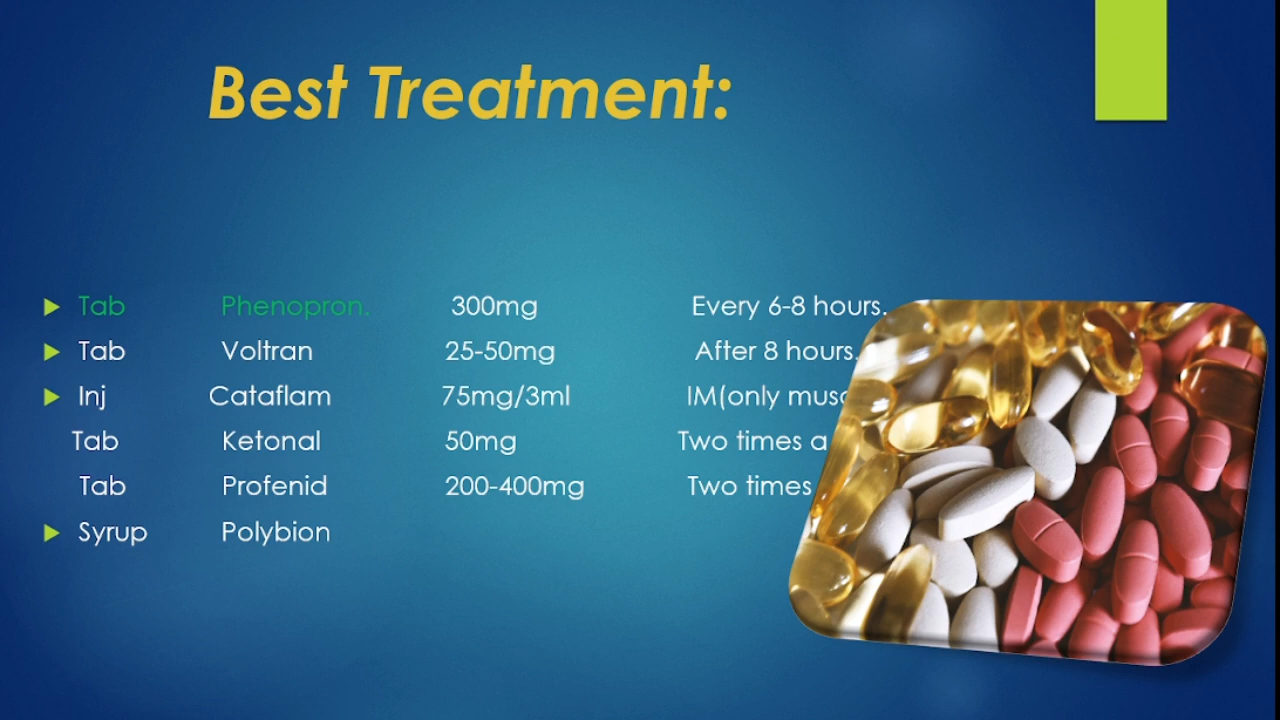 Best Treatment:
Tab Phenopron. 300mg Every 6-8 hours.
Tab Voltran 25-50mg After 8 hours.
Inj Cataflam 75mg/3ml IM(only musc
Tab Ketonal 50mg Two times a
Tab Profenid 200-400mg Two times
Syrup Polybion